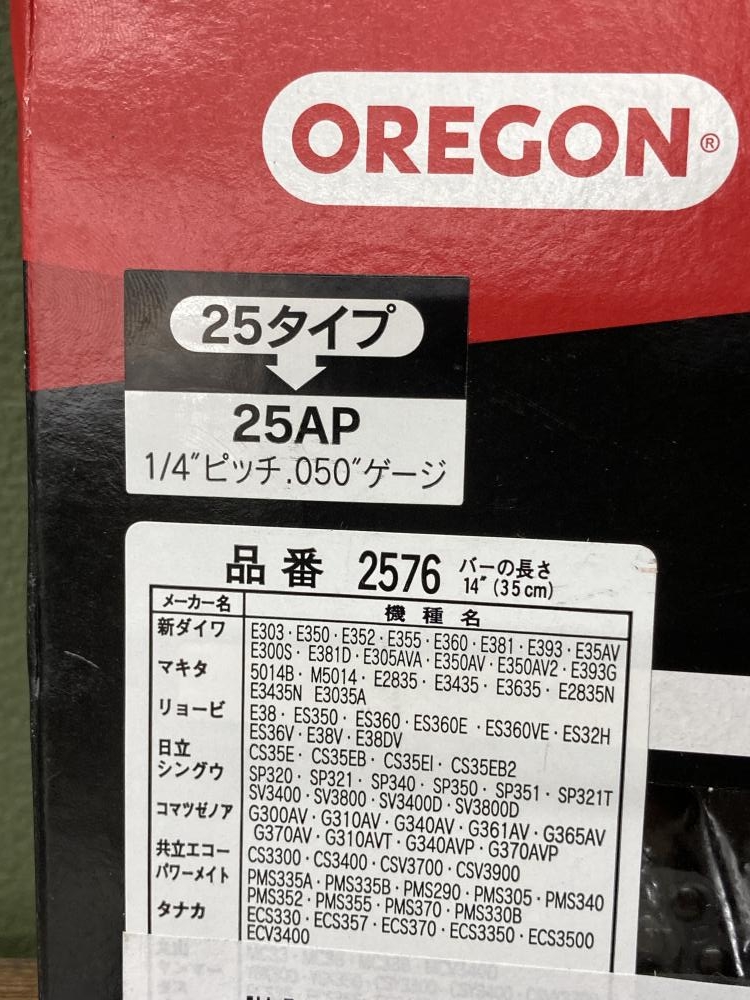 OREGON®
25タイプ
25AP
1/4"ピッチ.050"ゲージ
品番 2576 バーの長さ
14"(35cm)
メーカー名 機種名
新ダイワ E303・E350・E352・E355・E360・E381・E393・E35AV
E300S・E381D・E305AVA・E350AV・E350AV2・E393G
マキタ 5014B・M5014・E2835・E3435・E3635・E2835N
E3435N E3035A
リョービ E38・ES350・ES360・ES360E・ES360VE・ES32H
ES36V・E38V・E38DV
日立 CS35E・CS35EB・CS35EI・CS35EB2
シングウ SP320・SP321・SP340・SP350・SP351・SP321T
SV3400・SV3800・SV3400D・SV3800D
コマツゼノア G300AV・G310AV・G340AV・G361AV・G365AV
G370AV・G310AVT・G340AVP・G370AVP
共立エコー CS3300・CS3400・CSV3700・CSV3900
パワーメイト PMS335A・PMS335B・PMS290・PMS305・PMS340
PMS352・PMS355・PMS370・PMS330B
タナカ ECS330・ECS357・ECS370・ECS3350・ECS3500
ECV3400